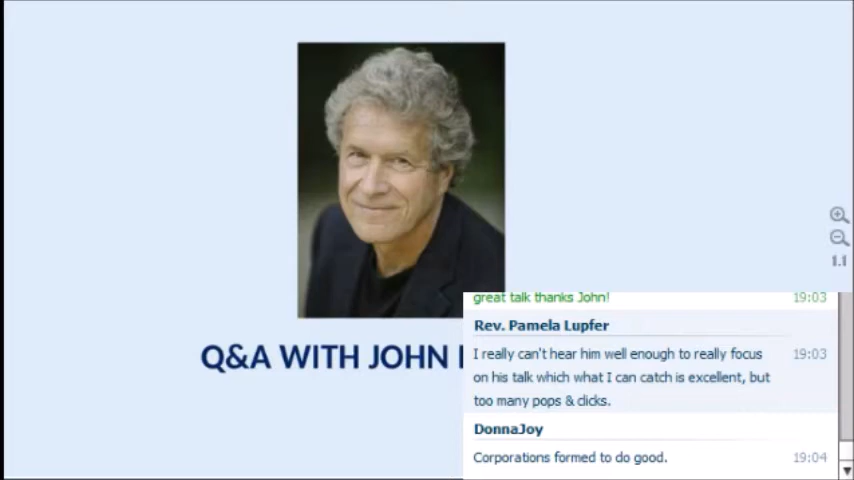 great talk thanks John!
19:03
Rev. Pamela Lupfer
I really can't hear him well enough to really focus
19:03
on his talk which what I can catch is excellent, but
too many pops & clicks.
Q&A WITH JOHN
DonnaJoy
Corporations formed to do good.
19:04
1.1